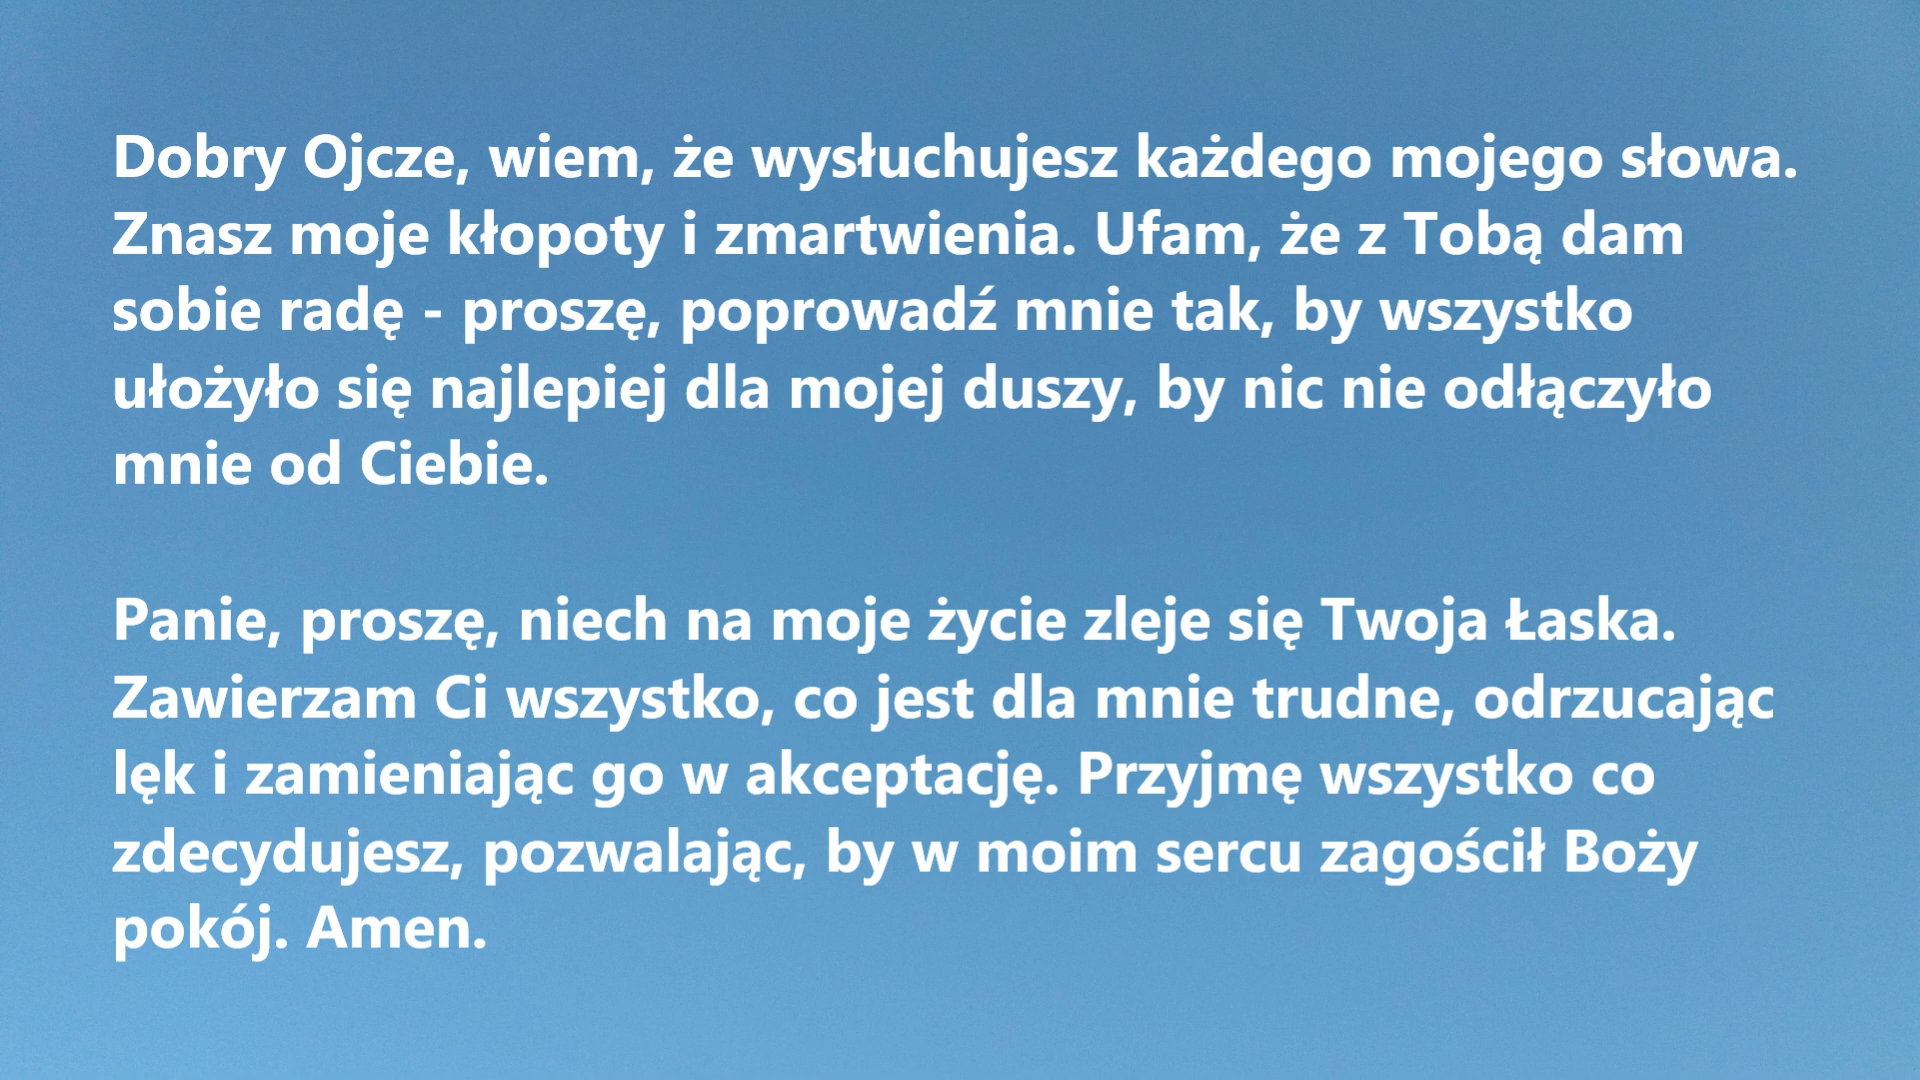 Dobry Ojcze, wiem, że wysłuchujesz każdego mojego słowa.
Znasz moje kłopoty i zmartwienia. Ufam, że z Tobą dam
sobie radę - proszę, poprowadź mnie tak, by wszystko
ułożyło się najlepiej dla mojej duszy, by nic nie odłączyło
mnie od Ciebie.

Panie, proszę, niech na moje życie zleje się Twoja Łaska.
Zawierzam Ci wszystko, co jest dla mnie trudne, odrzucając
lęk i zamieniając go w akceptację. Przyjmę wszystko co
zdecydujesz, pozwalając, by w moim sercu zagościł Boży
pokój. Amen.